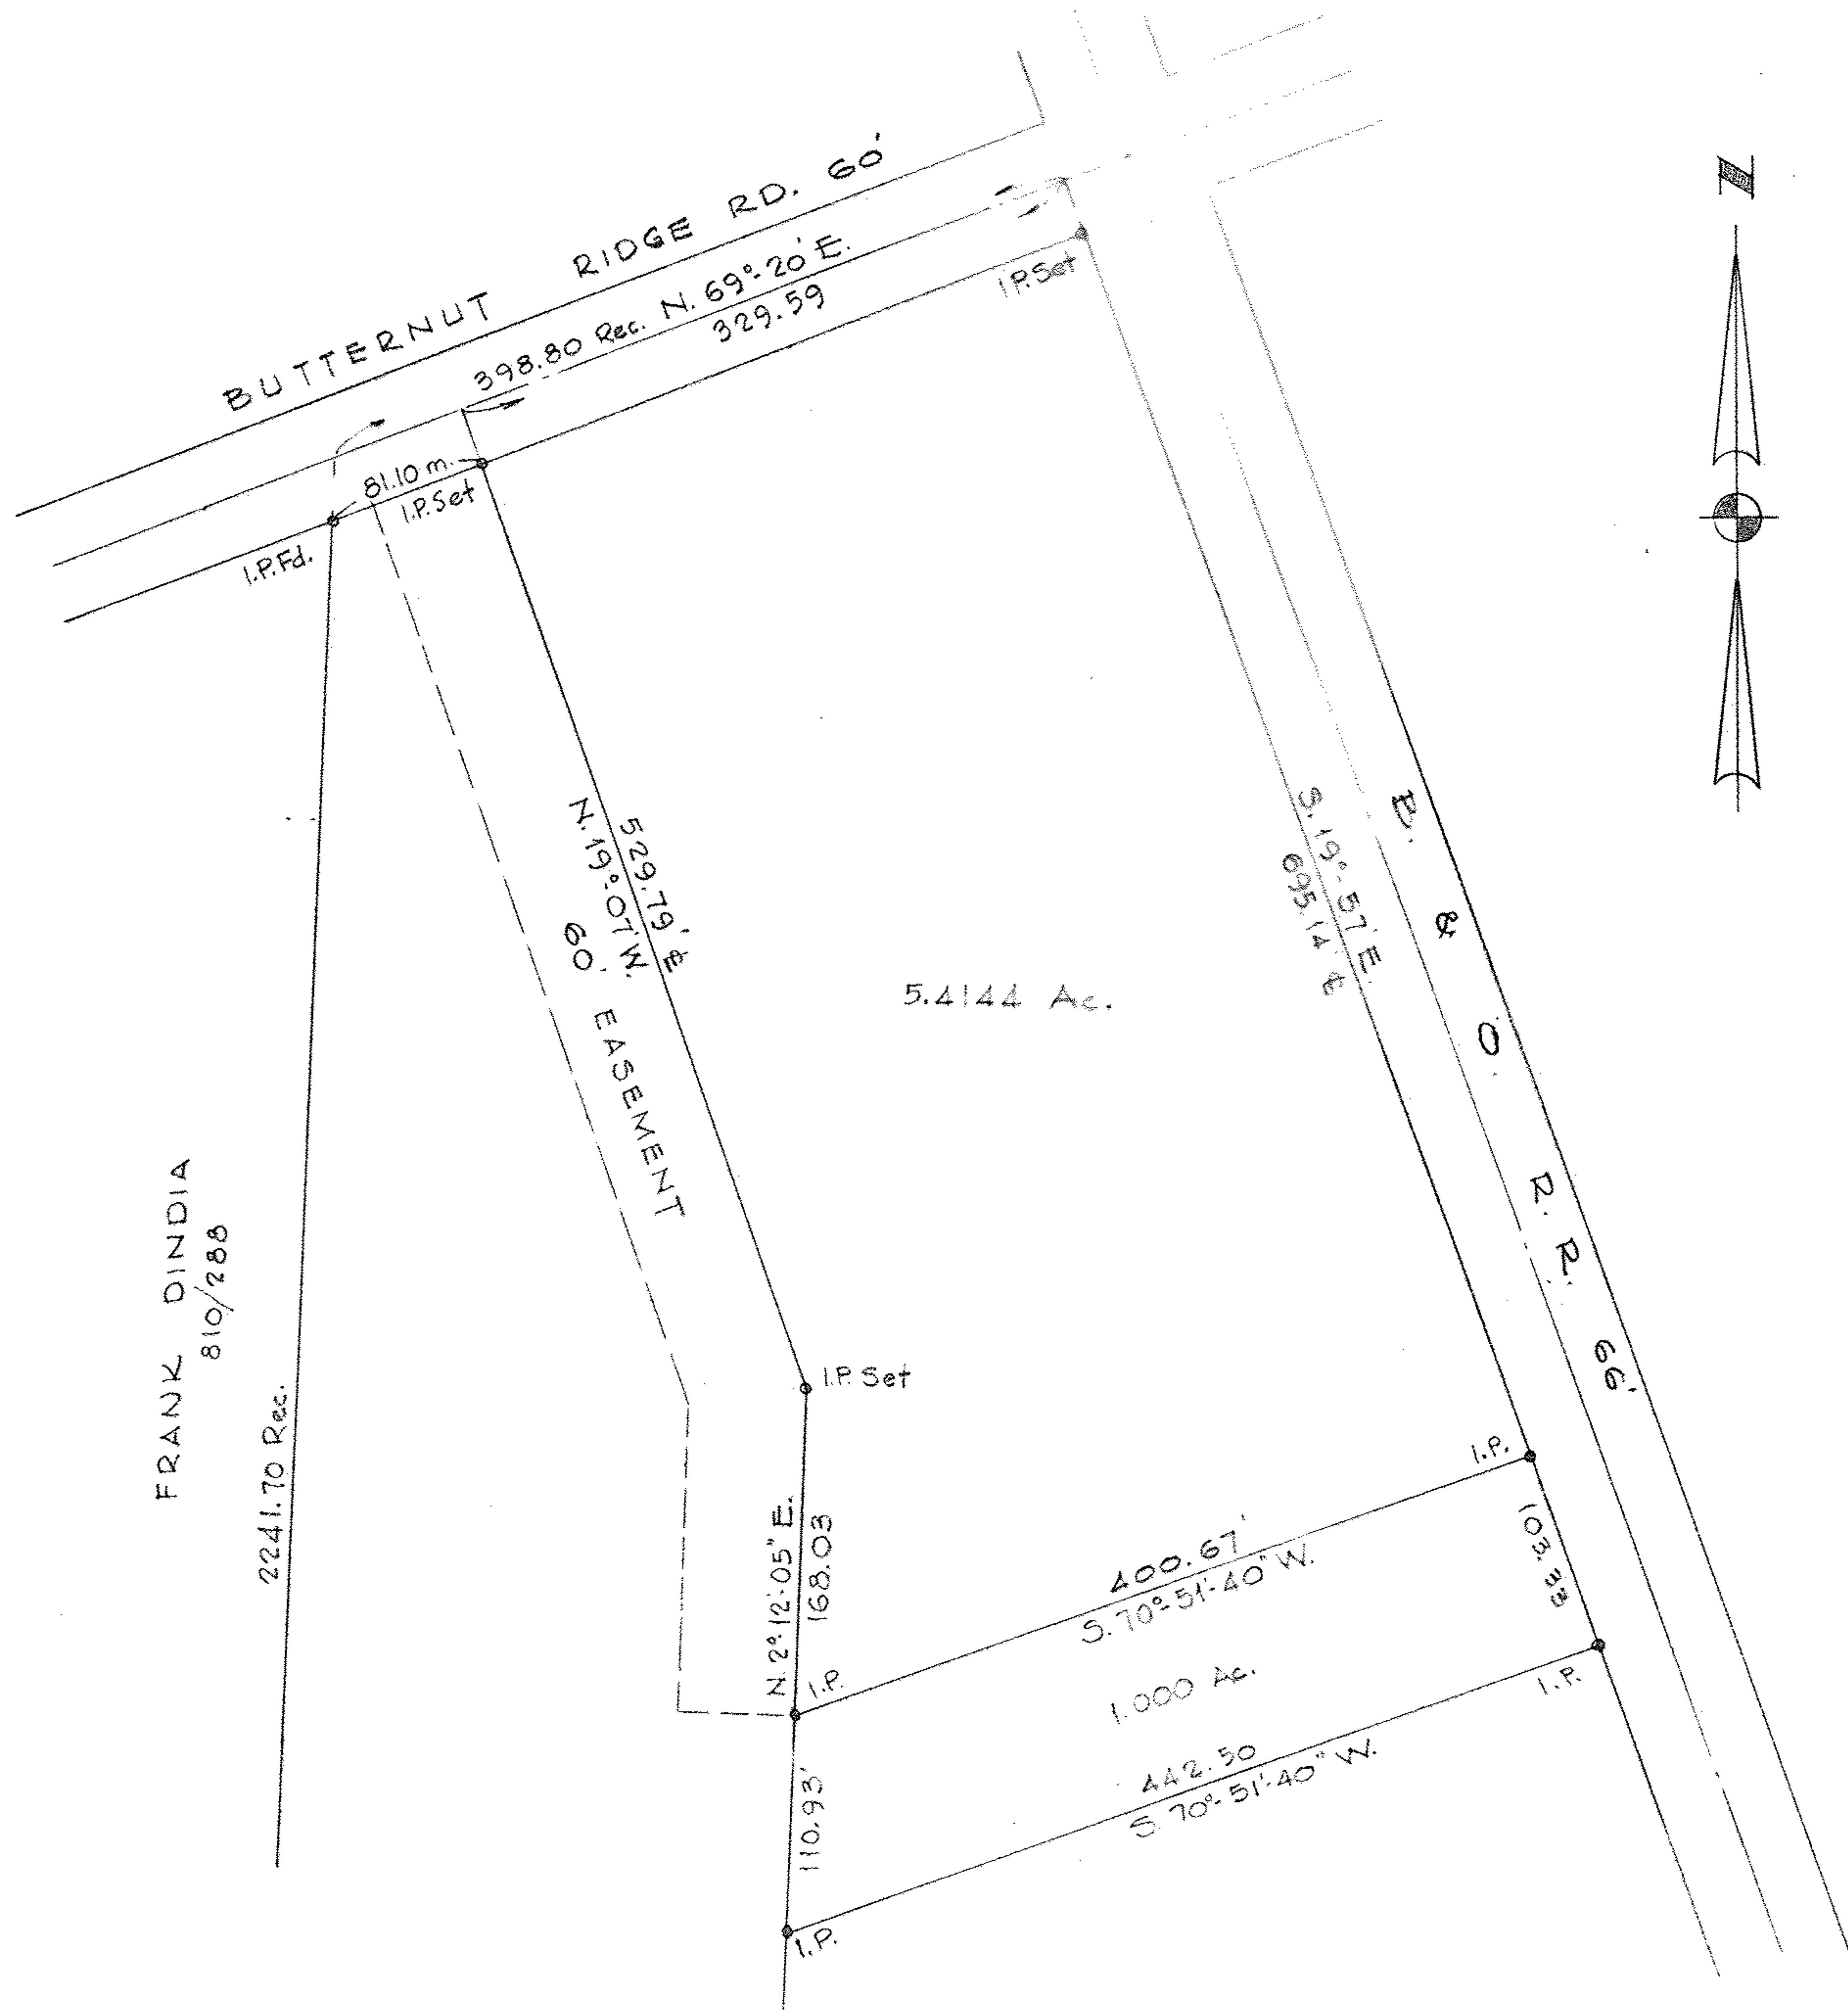 N
BUTTERNUT RIDGE RD. 60'
398.80 Rec. N. 69°-20' E.
329.59
I.P. Set
81.10 m.
I.P. Set
I.P. Fd.
529.79' ℄
N. 19°-07' W.
60' EASEMENT
5.4144 Ac.
S. 19°-57' E.
695.14 ℄
B. & O. R. R. 66'
FRANK DINDIA
810/288
2241.70 Rec.
I.P. Set
N. 2°-12'-05" E.
168.03
I.P.
400.67'
S. 70°-51'-40" W.
I.P.
103.33
1.000 Ac.
I.P.
442.50
S. 70°-51'-40" W.
110.93'
I.P.